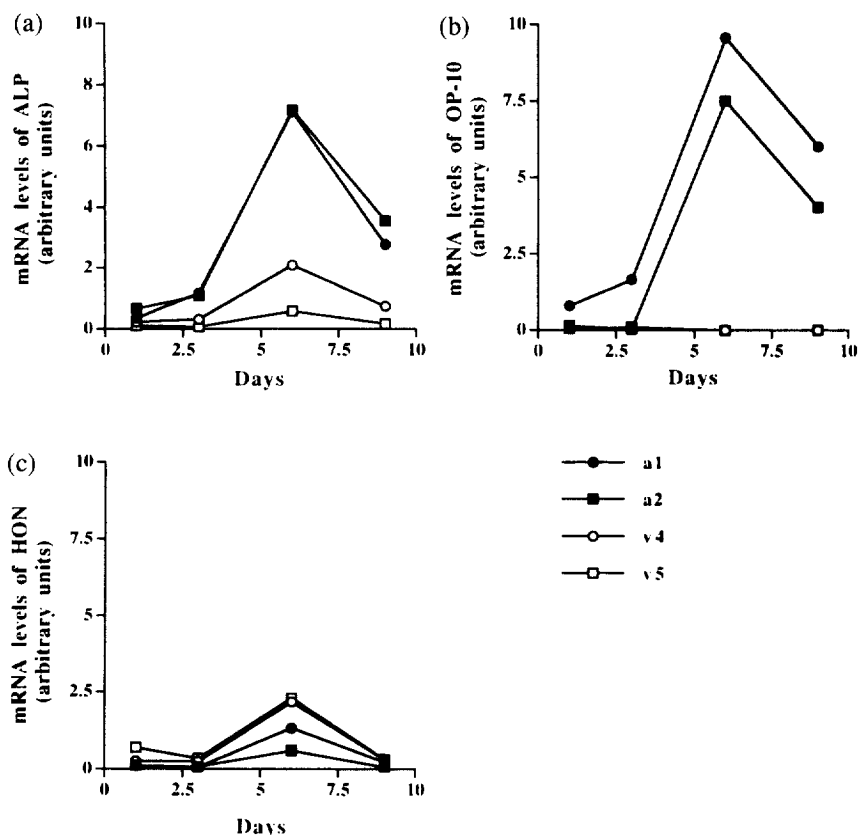 (a)
mRNA levels of ALP
(arbitrary units)
10
8
6
4
2
0
0
2.5
5
7.5
10
Days
(b)
mRNA levels of OP-10
(arbitrary units)
10
7.5
5
2.5
0
0
2.5
5
7.5
10
Days
(c)
mRNA levels of HON
(arbitrary units)
10
7.5
5
2.5
0
0
2.5
5
7.5
10
Days
a1
a2
v4
v5